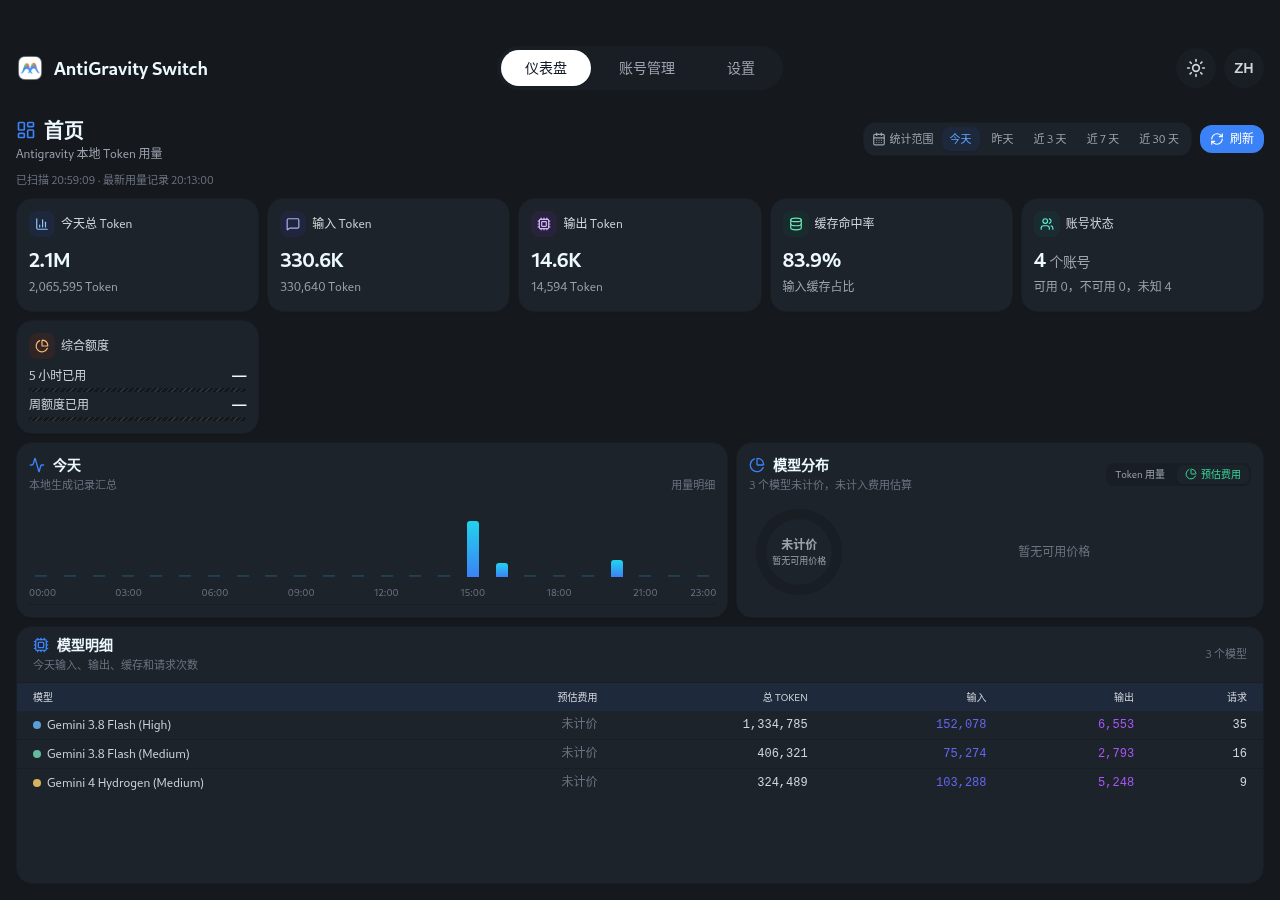 AntiGravity Switch
仪表盘
账号管理
设置
ZH
首页
Antigravity 本地 Token 用量
已扫描 20:59:09 · 最新用量记录 20:13:00
统计范围
今天
昨天
近 3 天
近 7 天
近 30 天
刷新
今天总 Token
2.1M
2,065,595 Token
输入 Token
330.6K
330,640 Token
输出 Token
14.6K
14,594 Token
缓存命中率
83.9%
输入缓存占比
账号状态
4 个账号
可用 0，不可用 0，未知 4
综合额度
5 小时已用 —
周额度已用 —
今天
本地生成记录汇总
用量明细
00:00 03:00 06:00 09:00 12:00 15:00 18:00 21:00 23:00
模型分布
3 个模型未计价，未计入费用估算
Token 用量
预估费用
未计价
暂无可用价格
暂无可用价格
模型明细
今天输入、输出、缓存和请求次数
3 个模型
模型 预估费用 总 TOKEN 输入 输出 请求
Gemini 3.8 Flash (High) 未计价 1,334,785 152,078 6,553 35
Gemini 3.8 Flash (Medium) 未计价 406,321 75,274 2,793 16
Gemini 4 Hydrogen (Medium) 未计价 324,489 103,288 5,248 9